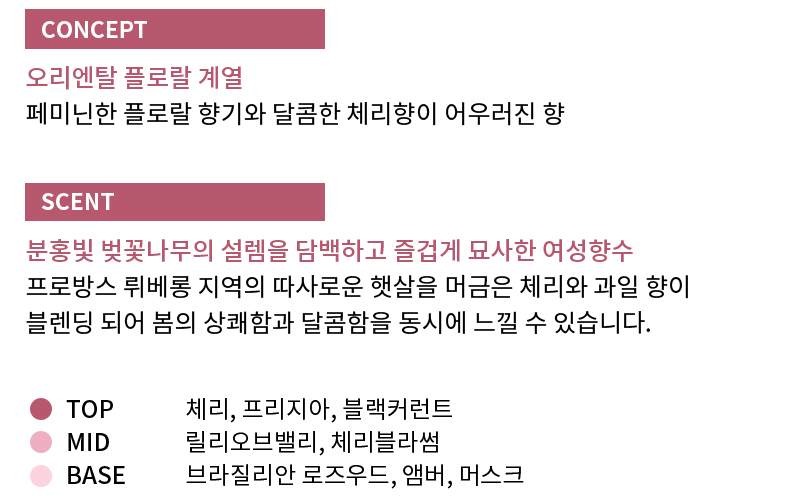 CONCEPT
오리엔탈 플로랄 계열
페미닌한 플로랄 향기와 달콤한 체리향이 어우러진 향
SCENT
분홍빛 벚꽃나무의 설렘을 담백하고 즐겁게 묘사한 여성향수
프로방스 뤼베롱 지역의 따사로운 햇살을 머금은 체리와 과일 향이
블렌딩 되어 봄의 상쾌함과 달콤함을 동시에 느낄 수 있습니다.
TOP 체리, 프리지아, 블랙커런트
MID 릴리오브밸리, 체리블라썸
BASE 브라질리안 로즈우드, 앰버, 머스크